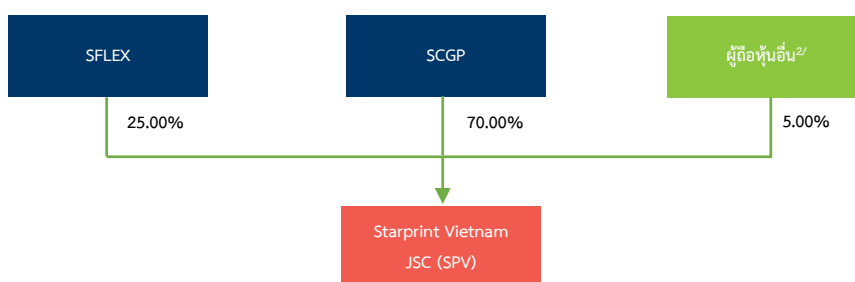 SFLEX
SCGP
ผู้ถือหุ้นอื่น2/
25.00%
70.00%
5.00%
Starprint Vietnam
JSC (SPV)